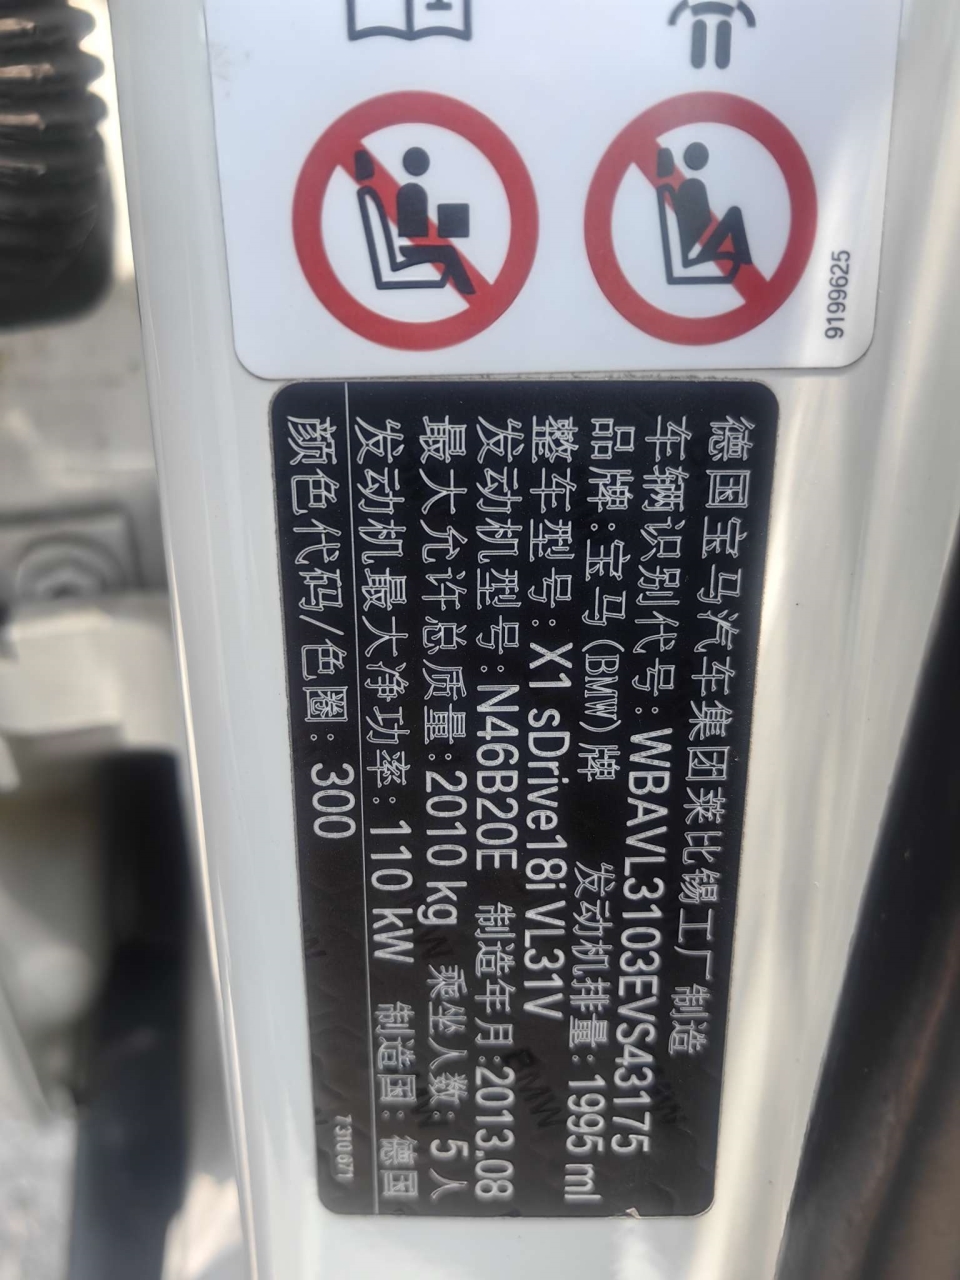 9199625
德国宝马汽车集团莱比锡工厂 制造
车辆识别代号: WBAVL3103EVS43175
品牌: 宝马(BMW)牌 发动机排量: 1995 ml
整车型号: X1 sDrive18i VL31V
发动机型号: N46B20E 制造年月: 2013.08
最大允许总质量: 2010 kg 乘坐人数: 5 人
发动机最大净功率: 110 kW 制造国: 德国
颜色代码/色圈: 300
7310671